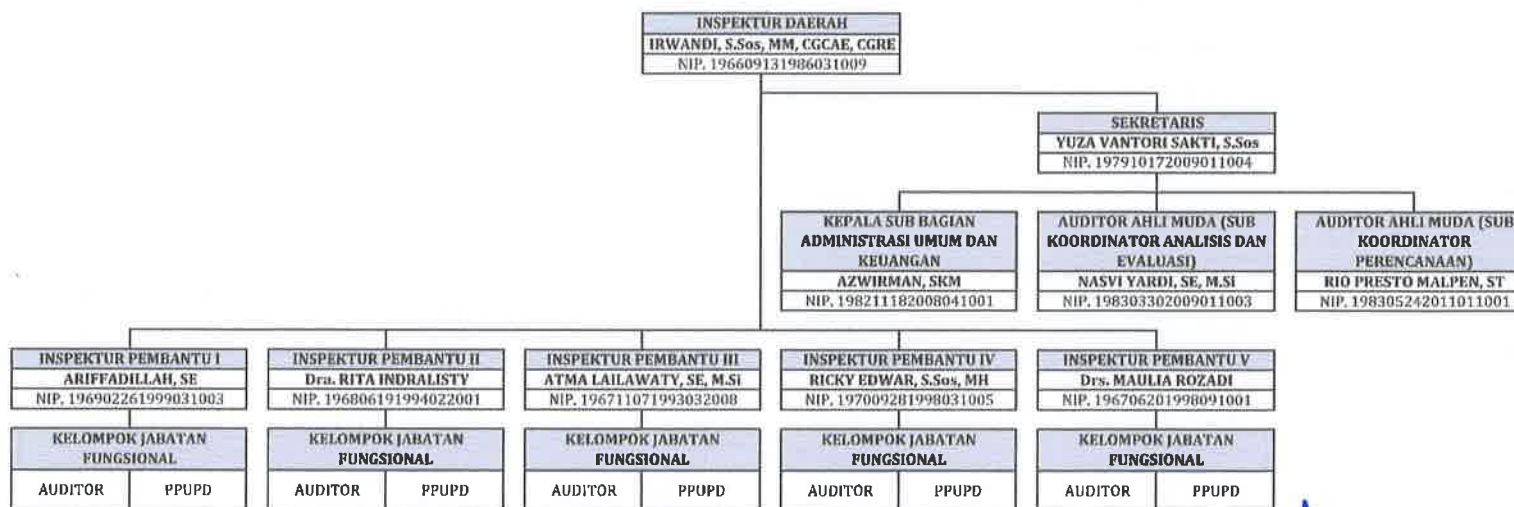 INSPEKTUR DAERAH
IRWANDI, S.Sos, MM, CGCAE, CGRE
NIP. 196609131986031009
SEKRETARIS
YUZA VANTORI SAKTI, S.Sos
NIP. 197910172009011004
KEPALA SUB BAGIAN
ADMINISTRASI UMUM DAN
KEUANGAN
AZWIRMAN, SKM
NIP. 198211182008041001
AUDITOR AHLI MUDA (SUB
KOORDINATOR ANALISIS DAN
EVALUASI)
NASVI YARDI, SE, M.Si
NIP. 198303302009011003
AUDITOR AHLI MUDA (SUB
KOORDINATOR
PERENCANAAN)
RIO PRESTO MALPEN, ST
NIP. 198305242011011001
INSPEKTUR PEMBANTU I
ARIFFADILLAH, SE
NIP. 196902261999031003
KELOMPOK JABATAN
FUNGSIONAL
AUDITOR PPUPD
INSPEKTUR PEMBANTU II
Dra. RITA INDRALISTY
NIP. 196806191994022001
KELOMPOK JABATAN
FUNGSIONAL
AUDITOR PPUPD
INSPEKTUR PEMBANTU III
ATMA LAILAWATY, SE, M.Si
NIP. 196711071993032008
KELOMPOK JABATAN
FUNGSIONAL
AUDITOR PPUPD
INSPEKTUR PEMBANTU IV
RICKY EDWAR, S.Sos, MH
NIP. 197009281998031005
KELOMPOK JABATAN
FUNGSIONAL
AUDITOR PPUPD
INSPEKTUR PEMBANTU V
Drs. MAULIA ROZADI
NIP. 196706201998091001
KELOMPOK JABATAN
FUNGSIONAL
AUDITOR PPUPD